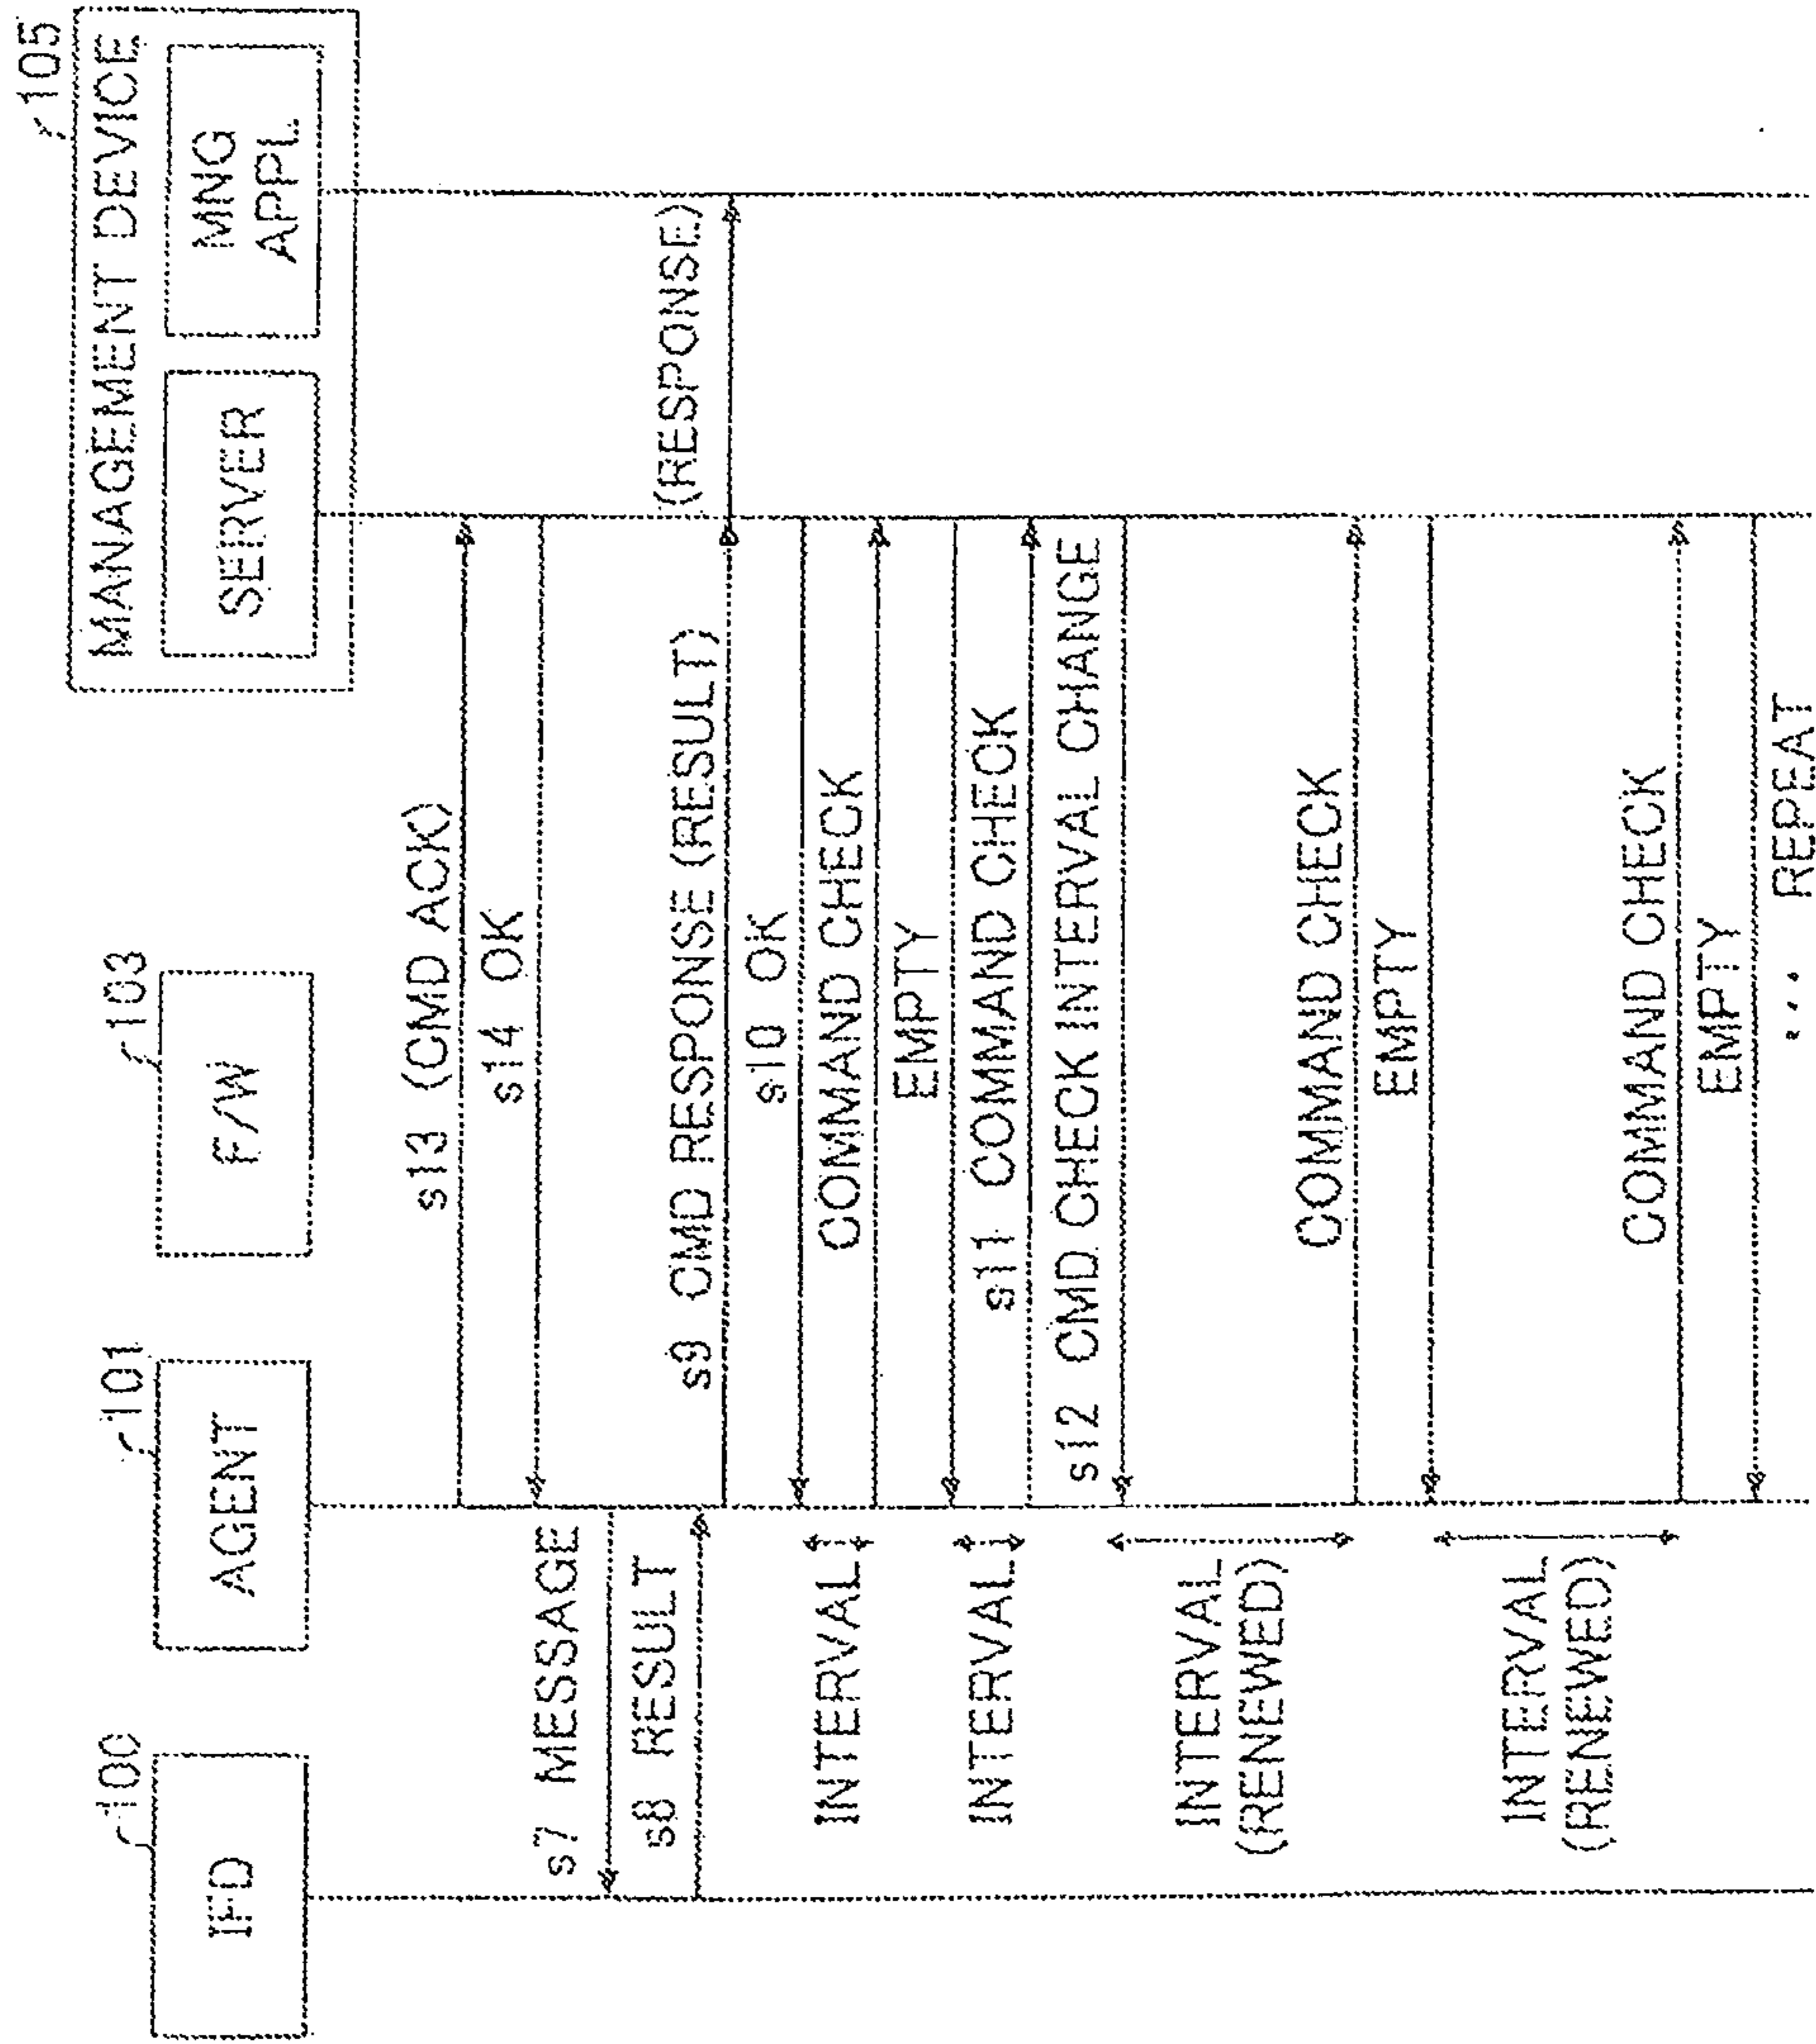 100
IFD
101
AGENT
103
F/W
105
MANAGEMENT DEVICE
SERVER
MNG
APPL
s13 (CMD ACK)
s14 OK
s7 MESSAGE
s8 RESULT
s9 CMD RESPONSE (RESULT)
(RESPONSE)
s10 OK
INTERVAL
COMMAND CHECK
EMPTY
INTERVAL
s11 COMMAND CHECK
s12 CMD CHECK INTERVAL CHANGE
INTERVAL
(RENEWED)
COMMAND CHECK
EMPTY
INTERVAL
(RENEWED)
COMMAND CHECK
EMPTY
... REPEAT